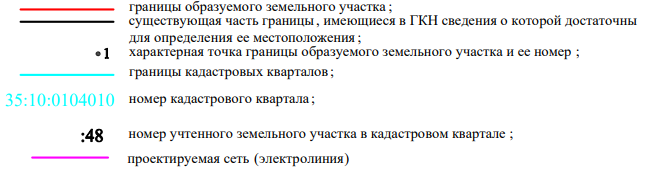 границы образуемого земельного участка ;
существующая часть границы , имеющиеся в ГКН сведения о которой достаточны
для определения ее местоположения ;
1 характерная точка границы образуемого земельного участка и ее номер ;
границы кадастровых кварталов ;
35:10:0104010 номер кадастрового квартала ;
:48 номер учтенного земельного участка в кадастровом квартале ;
проектируемая сеть (электролиния)